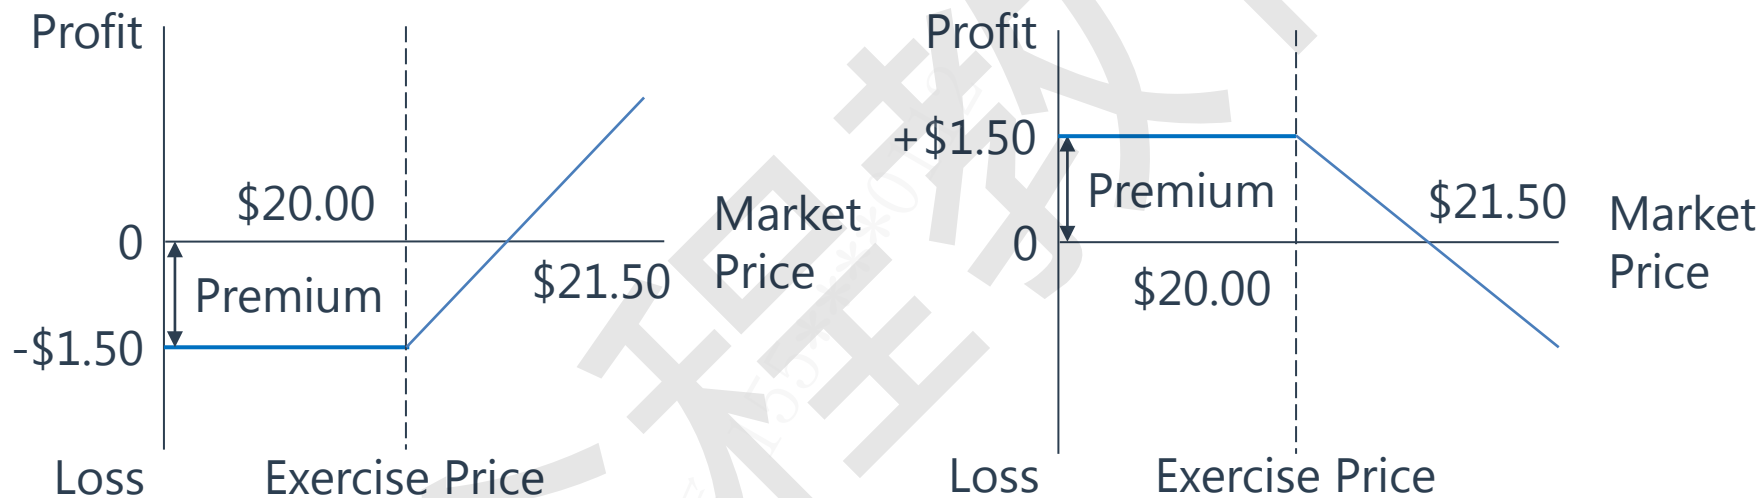 Profit
$20.00
0
Premium
-$1.50
Loss
Exercise Price
$21.50
Market
Price
Profit
+$1.50
Premium
0
$20.00
$21.50
Market
Price
Loss
Exercise Price